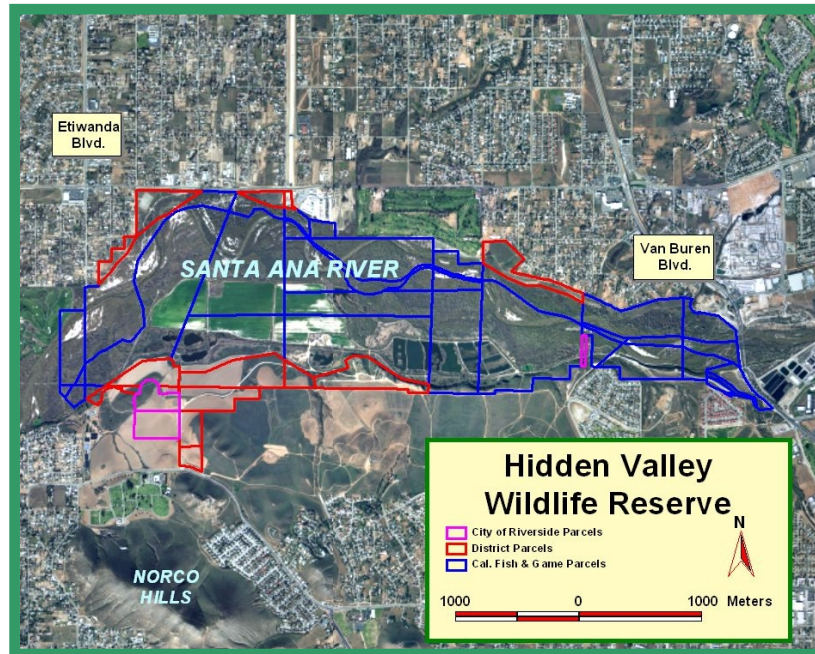 Etiwanda
Blvd.
Van Buren
Blvd.
SANTA ANA RIVER
Hidden Valley
Wildlife Reserve
City of Riverside Parcels
District Parcels
Cal. Fish & Game Parcels
N
1000 0 1000 Meters
NORCO
HILLS